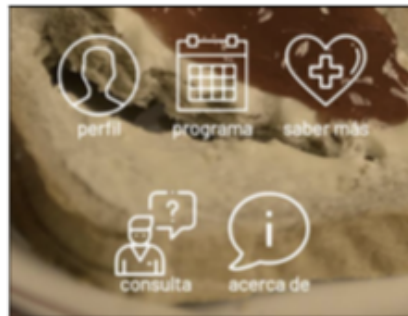 perfil
programa
saber más
?
i
consulta
acerca de